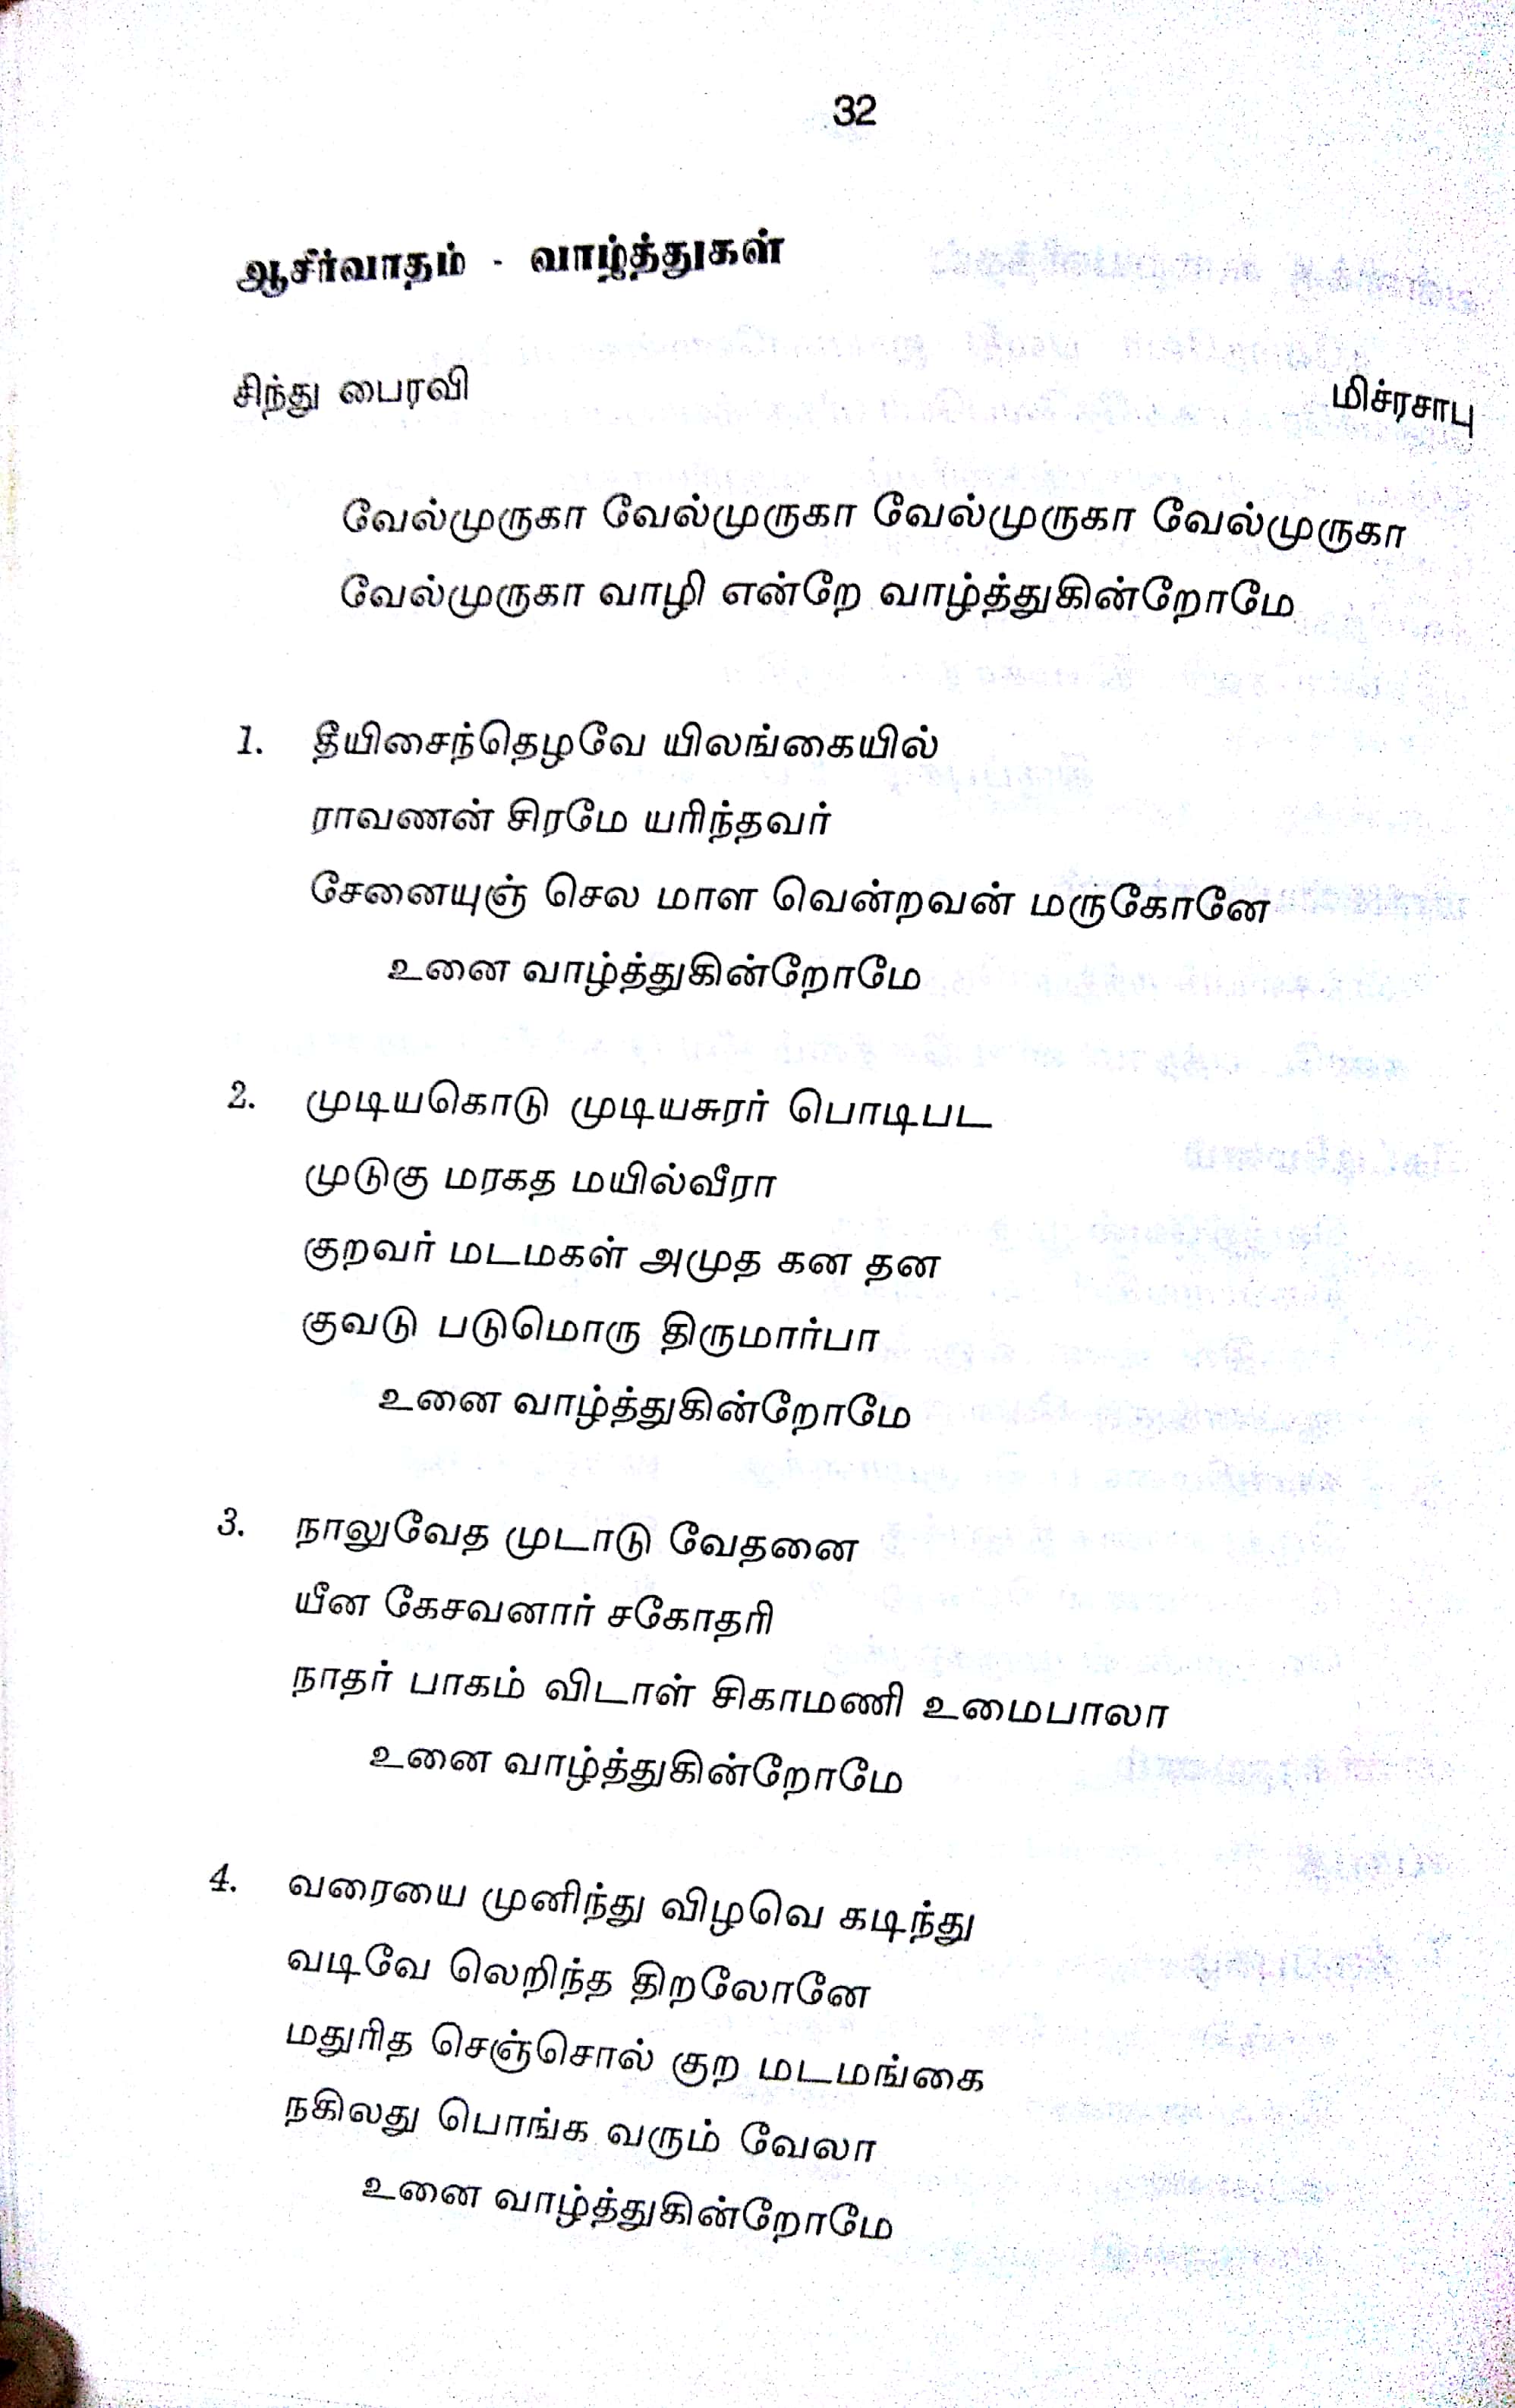 32
ஆசீர்வாதம் - வாழ்த்துகள்
சிந்து பைரவி மிச்ரசாபு
வேல்முருகா வேல்முருகா வேல்முருகா வேல்முருகா
வேல்முருகா வாழி என்றே வாழ்த்துகின்றோமே
1. தீயிசைந்தெழவே யிலங்கையில்
ராவணன் சிரமே யரிந்தவர்
சேனையுஞ் செல மாள வென்றவன் மருகோனே
உனை வாழ்த்துகின்றோமே
2. முடியகொடு முடியசுரர் பொடிபட
முடுகு மரகத மயில்வீரா
குறவர் மடமகள் அமுத கன தன
குவடு படுமொரு திருமார்பா
உனை வாழ்த்துகின்றோமே
3. நாலுவேத முடாடு வேதனை
யீன கேசவனார் சகோதரி
நாதர் பாகம் விடாள் சிகாமணி உமைபாலா
உனை வாழ்த்துகின்றோமே
4. வரையை முனிந்து விழவெ கடிந்து
வடிவே லெறிந்த திறலோனே
மதுரித செஞ்சொல் குற மடமங்கை
நகிலது பொங்க வரும் வேலா
உனை வாழ்த்துகின்றோமே